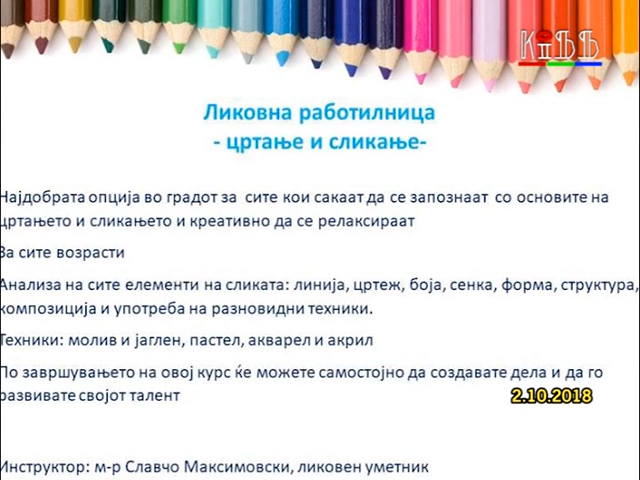 КтББ
Ликовна работилница
- цртање и сликање-
Најдобрата опција во градот за сите кои сакаат да се запознаат со основите на
цртањето и сликањето и креативно да се релаксираат
За сите возрасти
Анализа на сите елементи на сликата: линија, цртеж, боја, сенка, форма, структура,
композиција и употреба на разновидни техники.
Техники: молив и јаглен, пастел, акварел и акрил
По завршувањето на овој курс ќе можете самостојно да создавате дела и да го
развивате својот талент
2.10.2018
Инструктор: м-р Славчо Максимовски, ликовен уметник